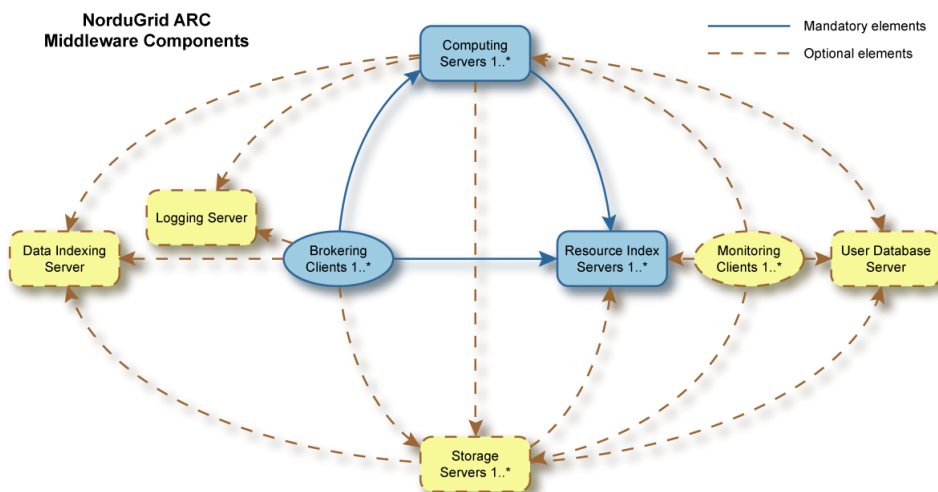 NorduGrid ARC
Middleware Components
Mandatory elements
Optional elements
Computing
Servers 1..*
Logging Server
Data Indexing
Server
Brokering
Clients 1..*
Resource Index
Servers 1..*
Monitoring
Clients 1..*
User Database
Server
Storage
Servers 1..*